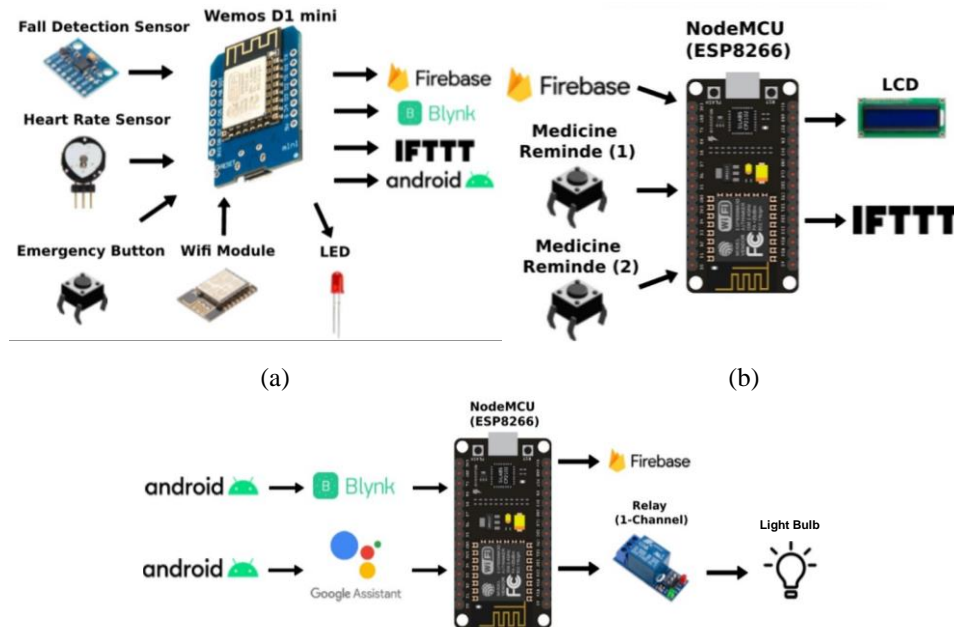 Fall Detection Sensor
Wemos D1 mini
Firebase
Blynk
IFTTT
android
Heart Rate Sensor
Emergency Button
Wifi Module
LED
(a)
NodeMCU
(ESP8266)
Firebase
LCD
Medicine
Reminde (1)
IFTTT
Medicine
Reminde (2)
(b)
NodeMCU
(ESP8266)
android
Blynk
Firebase
Relay
(1-Channel)
Light Bulb
android
Google Assistant